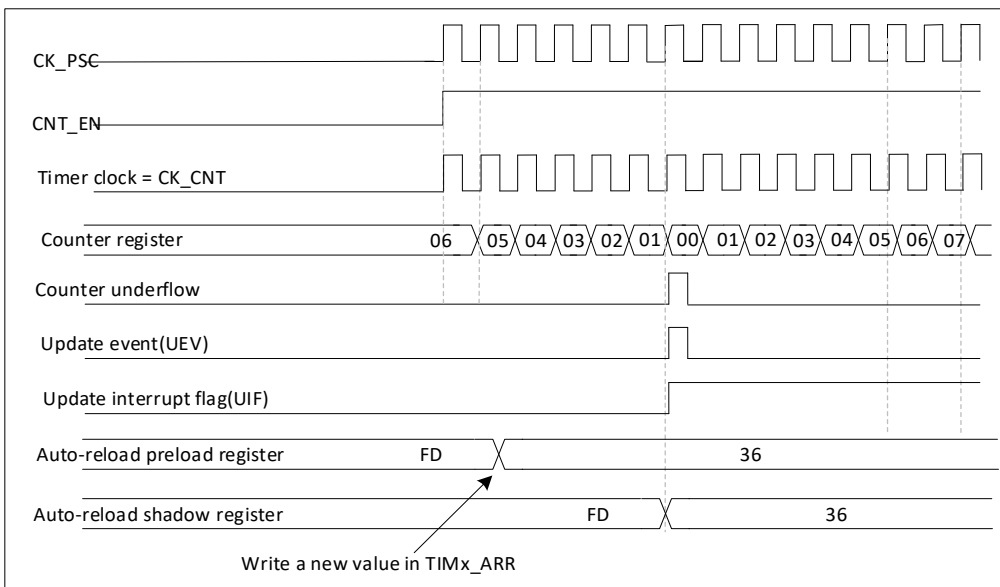 CK_PSC
CNT_EN
Timer clock = CK_CNT
Counter register 06 05 04 03 02 01 00 01 02 03 04 05 06 07
Counter underflow
Update event(UEV)
Update interrupt flag(UIF)
Auto-reload preload register FD 36
Auto-reload shadow register FD 36
Write a new value in TIMx_ARR